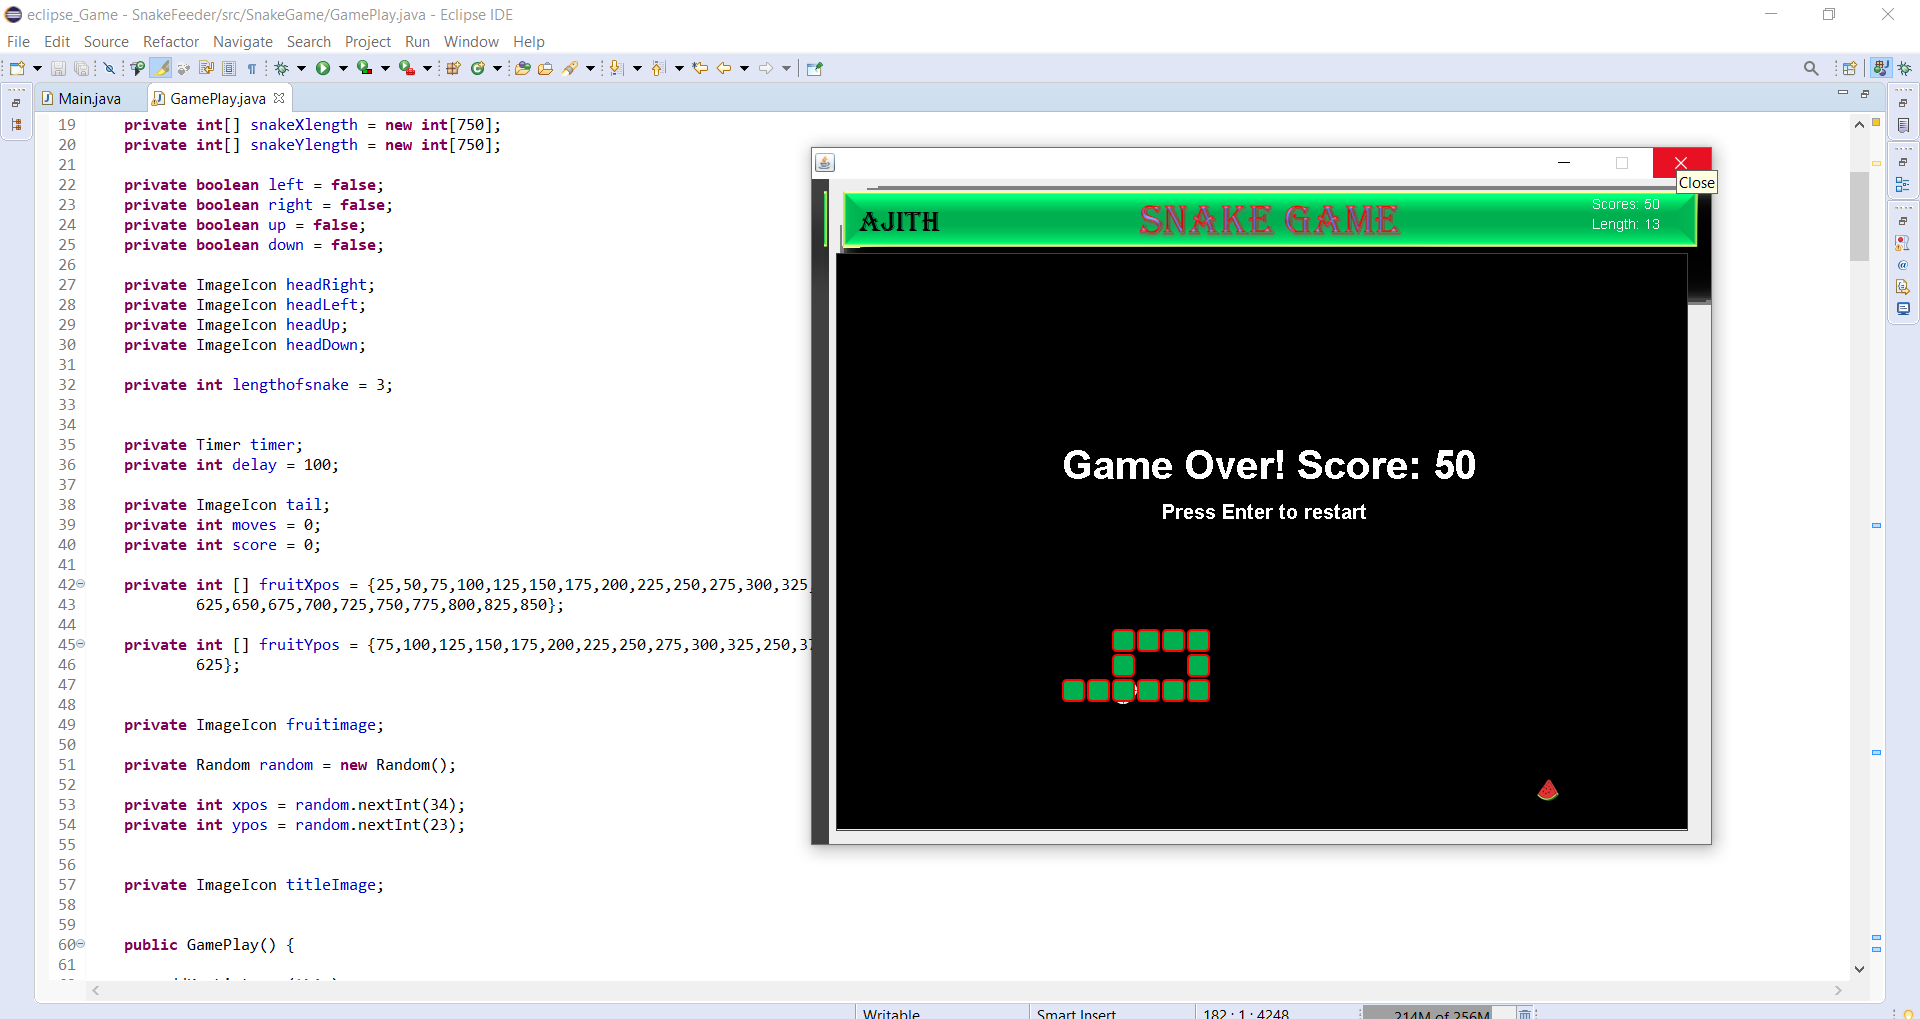 eclipse_Game - SnakeFeeder/src/SnakeGame/GamePlay.java - Eclipse IDE
File Edit Source Refactor Navigate Search Project Run Window Help
Main.java GamePlay.java
19 private int[] snakeXlength = new int[750];
20 private int[] snakeYlength = new int[750];
21
22 private boolean left = false;
23 private boolean right = false;
24 private boolean up = false;
25 private boolean down = false;
26
27 private ImageIcon headRight;
28 private ImageIcon headLeft;
29 private ImageIcon headUp;
30 private ImageIcon headDown;
31
32 private int lengthofsnake = 3;
33
34
35 private Timer timer;
36 private int delay = 100;
37
38 private ImageIcon tail;
39 private int moves = 0;
40 private int score = 0;
41
42 private int [] fruitXpos = {25,50,75,100,125,150,175,200,225,250,275,300,325,
43 625,650,675,700,725,750,775,800,825,850};
44
45 private int [] fruitYpos = {75,100,125,150,175,200,225,250,275,300,325,250,37
46 625};
47
48
49 private ImageIcon fruitimage;
50
51 private Random random = new Random();
52
53 private int xpos = random.nextInt(34);
54 private int ypos = random.nextInt(23);
55
56
57 private ImageIcon titleImage;
58
59
60 public GamePlay() {
61
Close
AJITH
SNAKE GAME
Scores: 50
Length: 13
Game Over! Score: 50
Press Enter to restart
Writable Smart Insert 182 : 1 : 4248 214M of 256M